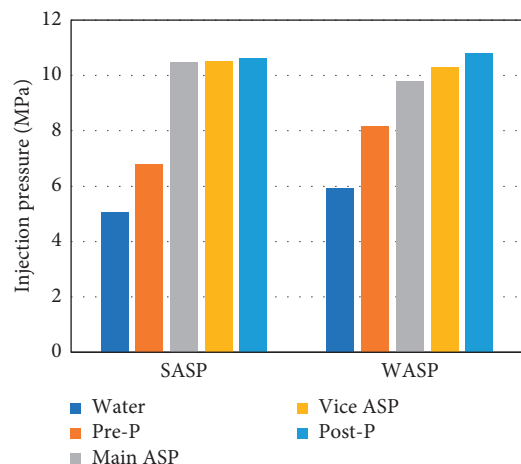 Injection pressure (MPa)
12
10
8
6
4
2
0
SASP
WASP
Water
Vice ASP
Pre-P
Post-P
Main ASP